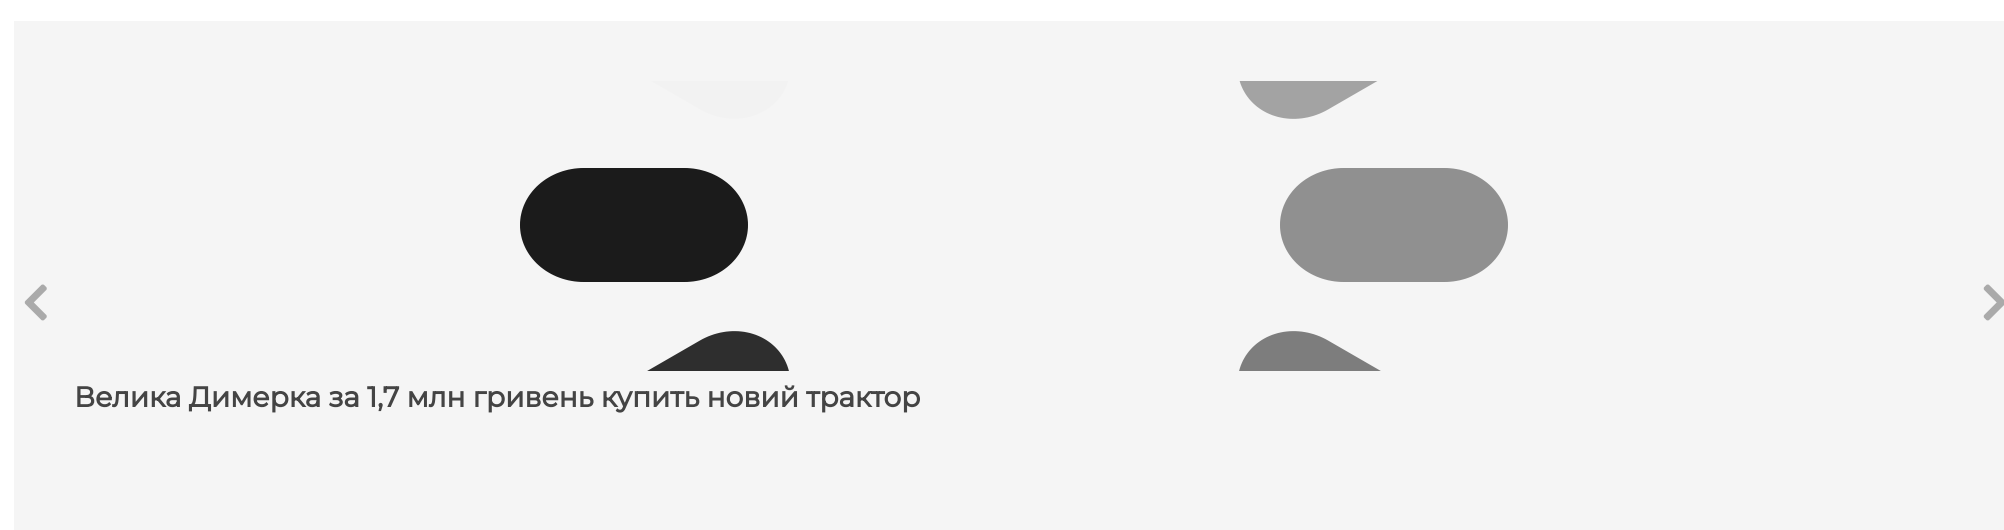 Велика Димерка за 1,7 млн гривень купить новий трактор